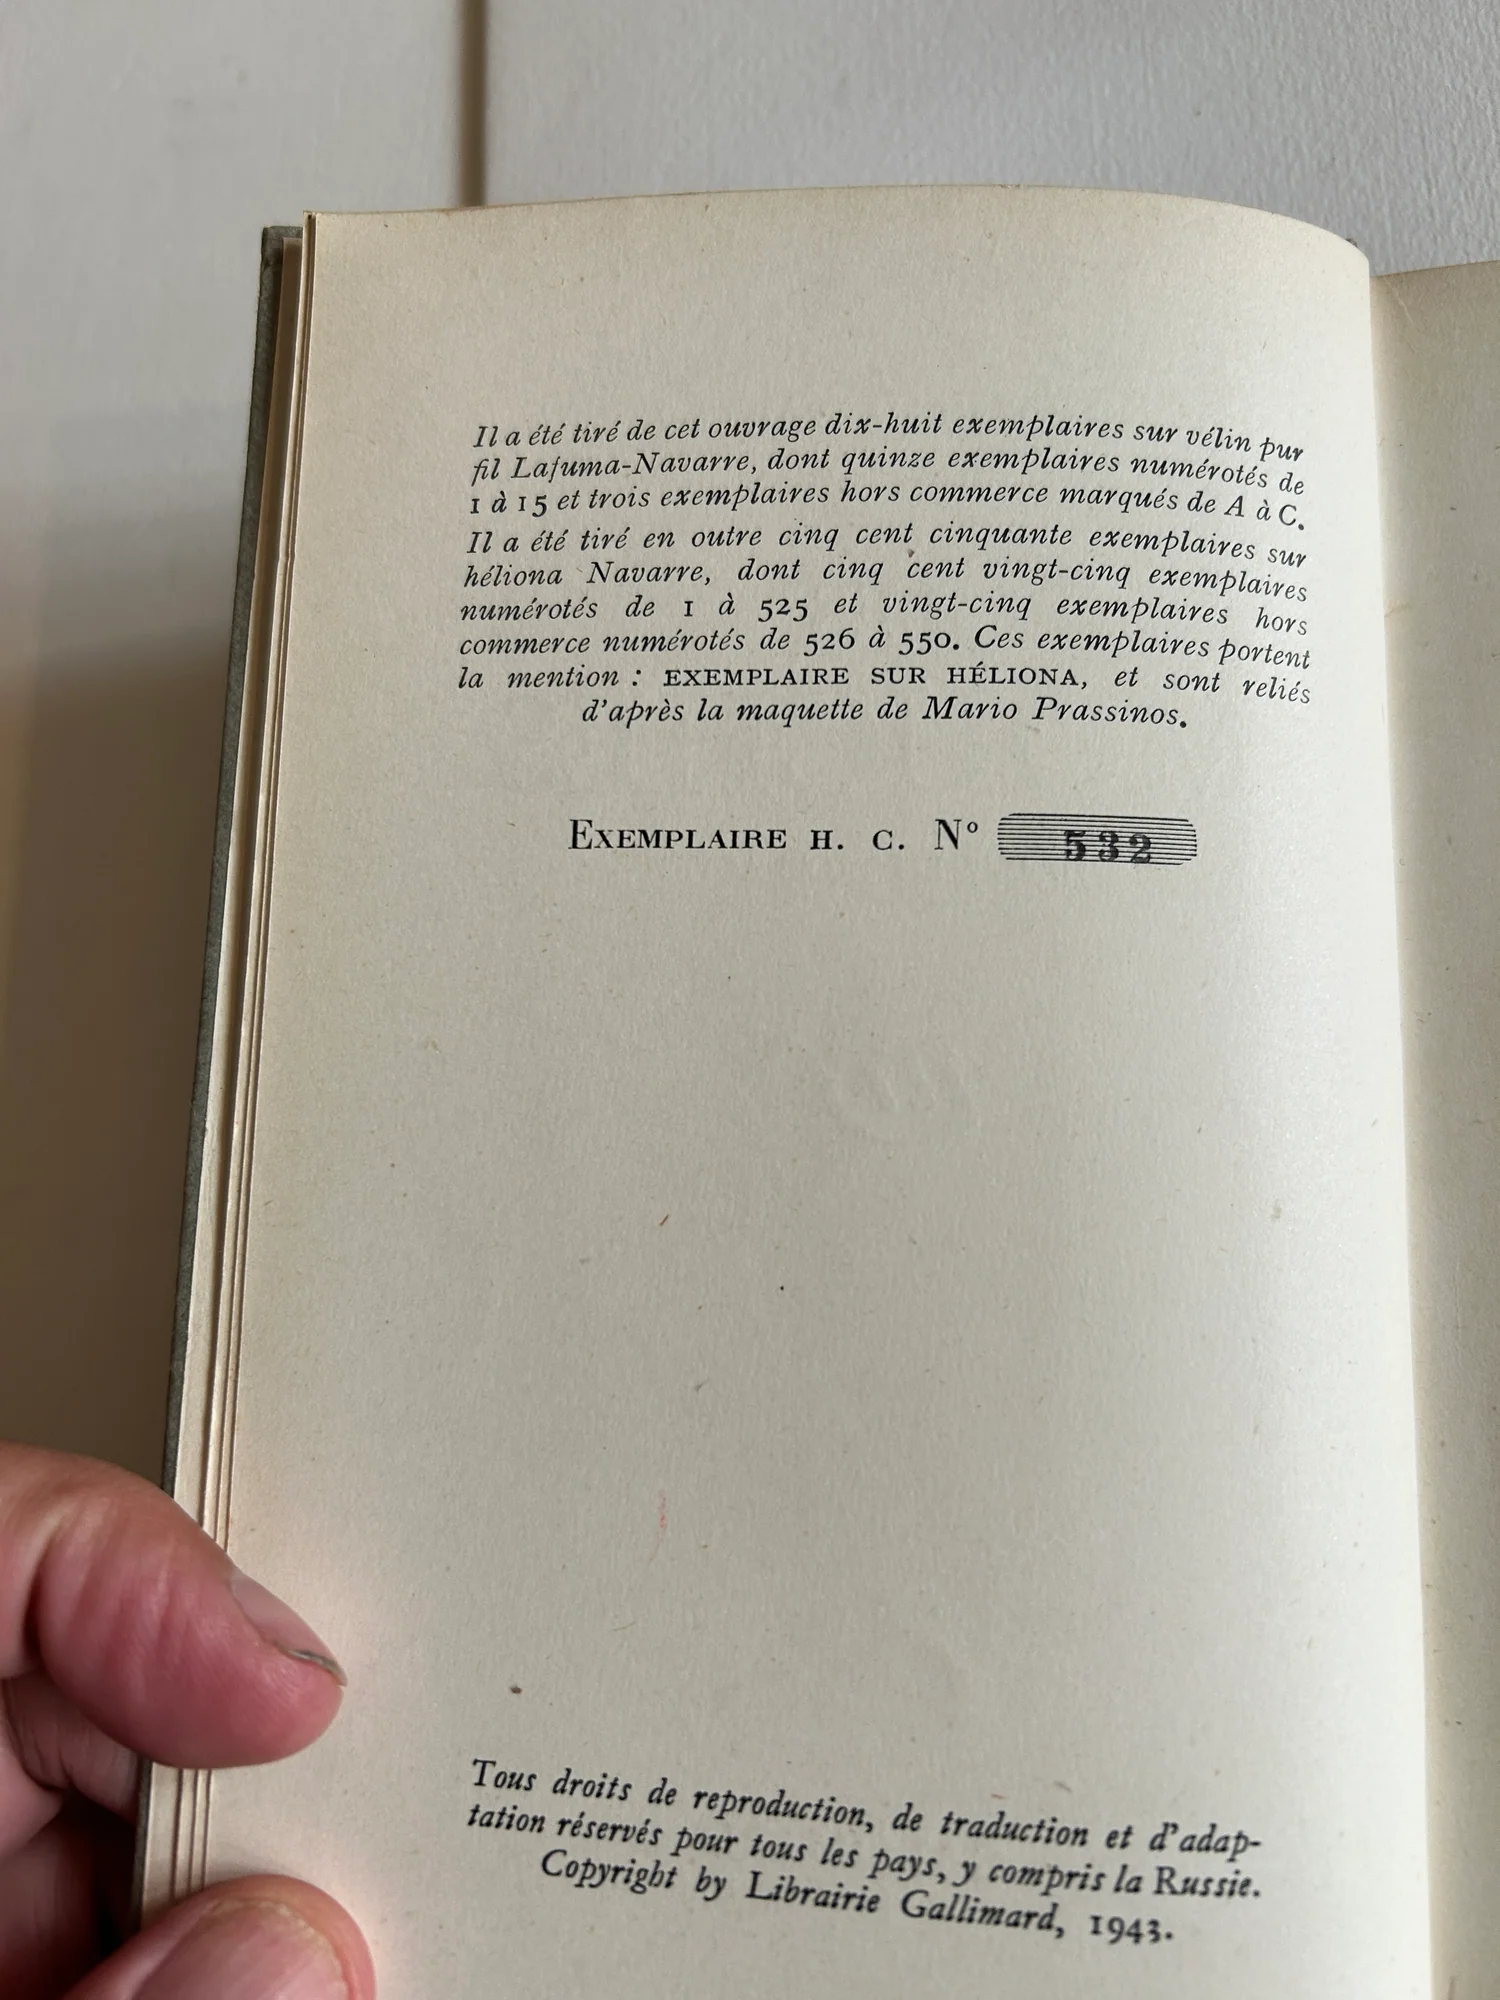 Il a été tiré de cet ouvrage dix-huit exemplaires sur vélin pur
fil Lafuma-Navarre, dont quinze exemplaires numérotés de
1 à 15 et trois exemplaires hors commerce marqués de A à C.
Il a été tiré en outre cinq cent cinquante exemplaires sur
héliona Navarre, dont cinq cent vingt-cinq exemplaires
numérotés de 1 à 525 et vingt-cinq exemplaires hors
commerce numérotés de 526 à 550. Ces exemplaires portent
la mention : EXEMPLAIRE SUR HÉLIONA, et sont reliés
d'après la maquette de Mario Prassinos.
EXEMPLAIRE H. C. N° 532
Tous droits de reproduction, de traduction et d'adap-
tation réservés pour tous les pays, y compris la Russie.
Copyright by Librairie Gallimard, 1943.